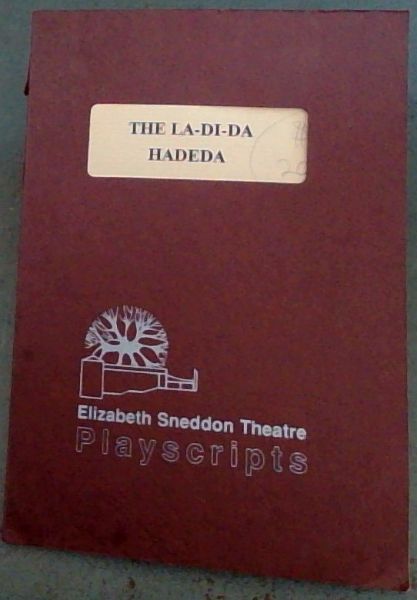 THE LA-DI-DA
HADEDA
Elizabeth Sneddon Theatre
Playscripts